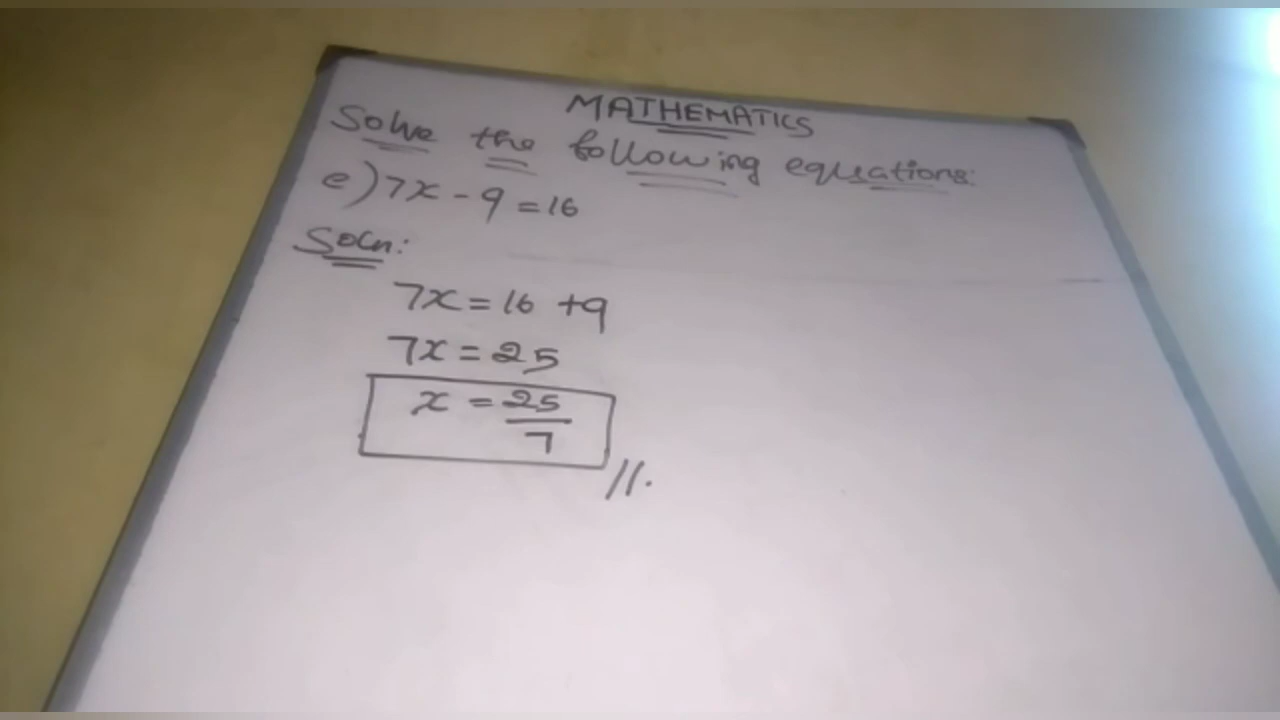 MATHEMATICS
Solve the following equations:
e) 7x - 9 = 16
Soln:
7x = 16 + 9
7x = 25
x = 25/7 //.